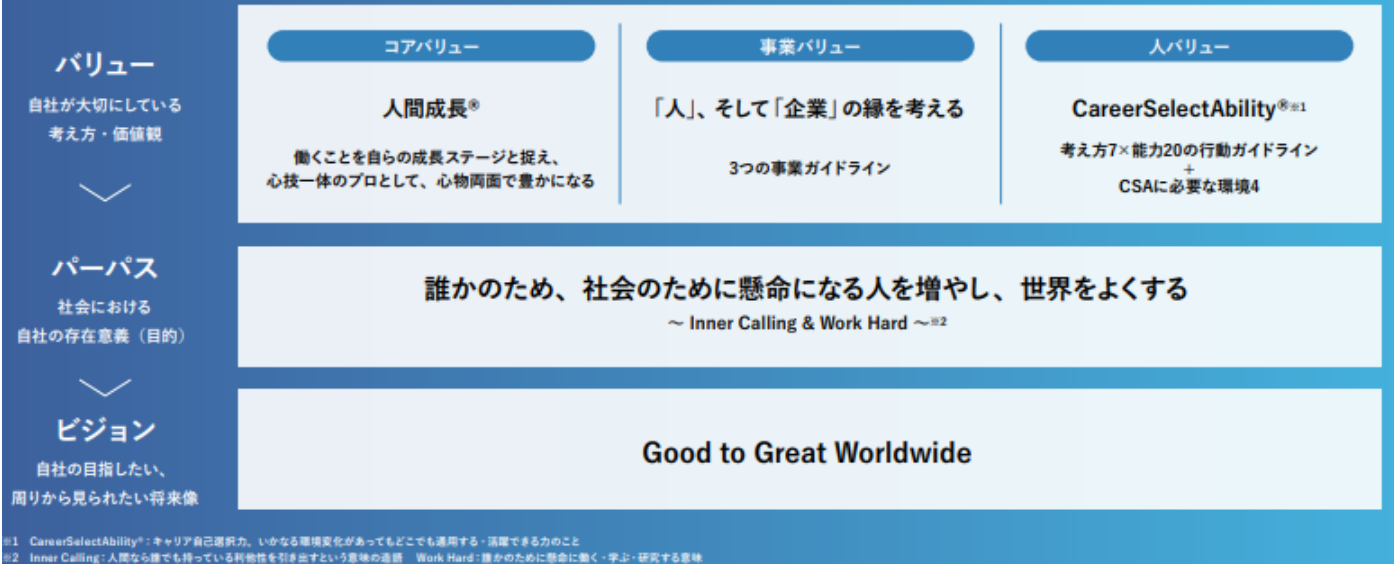 バリュー
自社が大切にしている
考え方・価値観
コアバリュー
人間成長®
働くことを自らの成長ステージと捉え、
心技一体のプロとして、心物両面で豊かになる
事業バリュー
「人」、そして「企業」の縁を考える
3つの事業ガイドライン
人バリュー
CareerSelectAbility®※1
考え方7×能力20の行動ガイドライン
+
CSAに必要な環境4
パーパス
社会における
自社の存在意義（目的）
誰かのため、社会のために懸命になる人を増やし、世界をよくする
～ Inner Calling & Work Hard ～※2
ビジョン
自社の目指したい、
周りから見られたい将来像
Good to Great Worldwide
※1 CareerSelectAbility®：キャリア自己選択力、いかなる環境変化があってもどこでも通用する・活躍できる力のこと
※2 Inner Calling：人間なら誰でも持っている利他性を引き出すという意味の造語 Work Hard：誰かのために懸命に働く・学ぶ・研究する意味